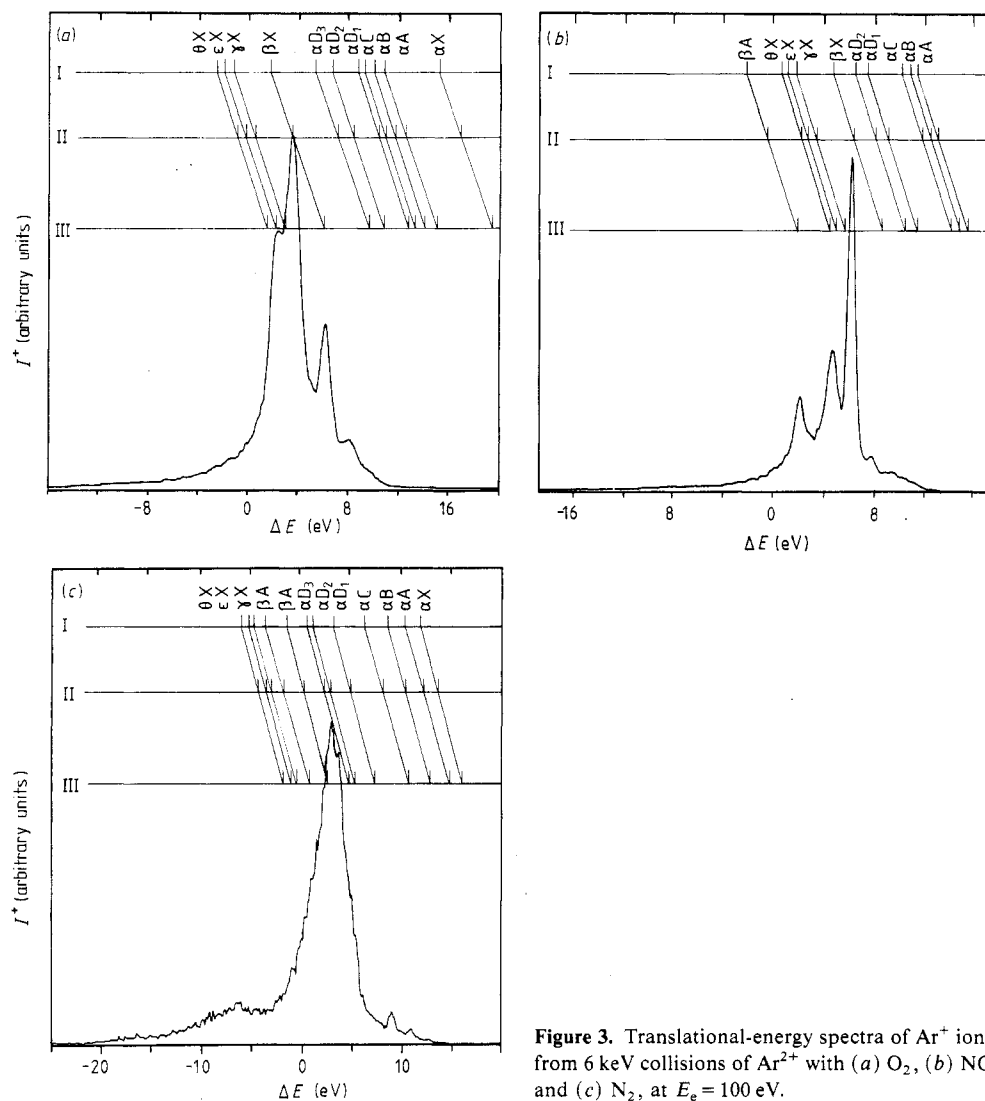 (a)
θX
εX
γX
βX
αD₃
αD₂
αD₁
αC
αB
αA
αX
I
II
III
I⁺ (arbitrary units)
-8 0 8 16
ΔE (eV)
(b)
βA
θX
εX
γX
βX
αD₂
αD₁
αC
αB
αA
I
II
III
-16 -8 0 8
ΔE (eV)
(c)
θX
εX
γX
βA
βA
αD₃
αD₂
αD₁
αC
αB
αA
αX
I
II
III
I⁺ (arbitrary units)
-20 -10 0 10
ΔE (eV)
Figure 3. Translational-energy spectra of Ar⁺ ion
from 6 keV collisions of Ar²⁺ with (a) O₂, (b) NO
and (c) N₂, at Eₑ = 100 eV.